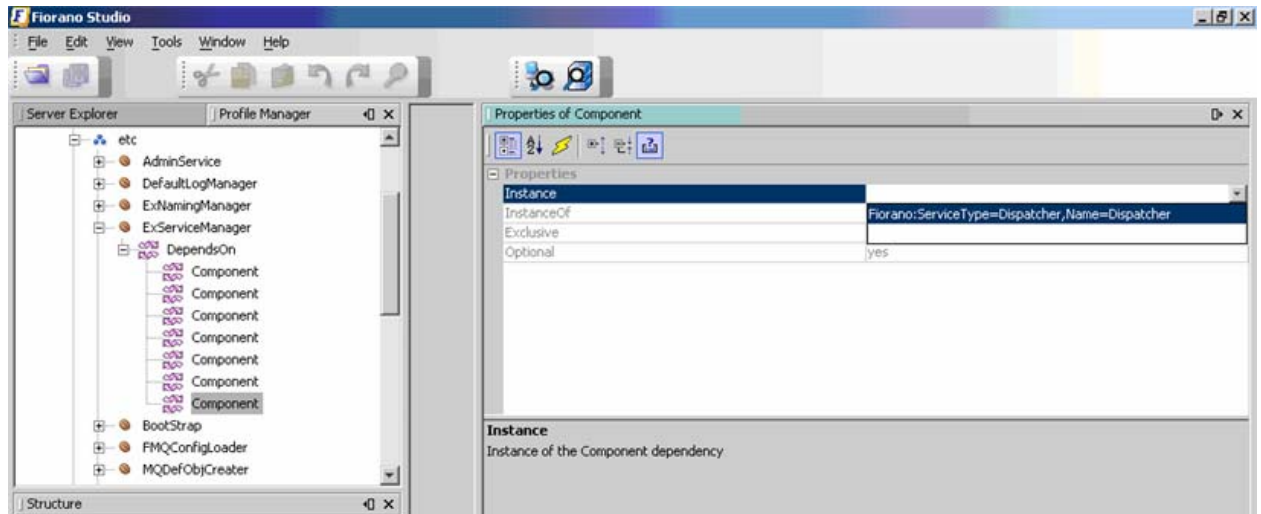 Fiorano Studio
File Edit View Tools Window Help
Server Explorer Profile Manager
etc
AdminService
DefaultLogManager
ExNamingManager
ExServiceManager
DependsOn
Component
Component
Component
Component
Component
Component
Component
BootStrap
FMQConfigLoader
MQDefObjCreater
Structure
Properties of Component
Properties
Instance
InstanceOf Fiorano:ServiceType=Dispatcher,Name=Dispatcher
Exclusive
Optional yes
Instance
Instance of the Component dependency